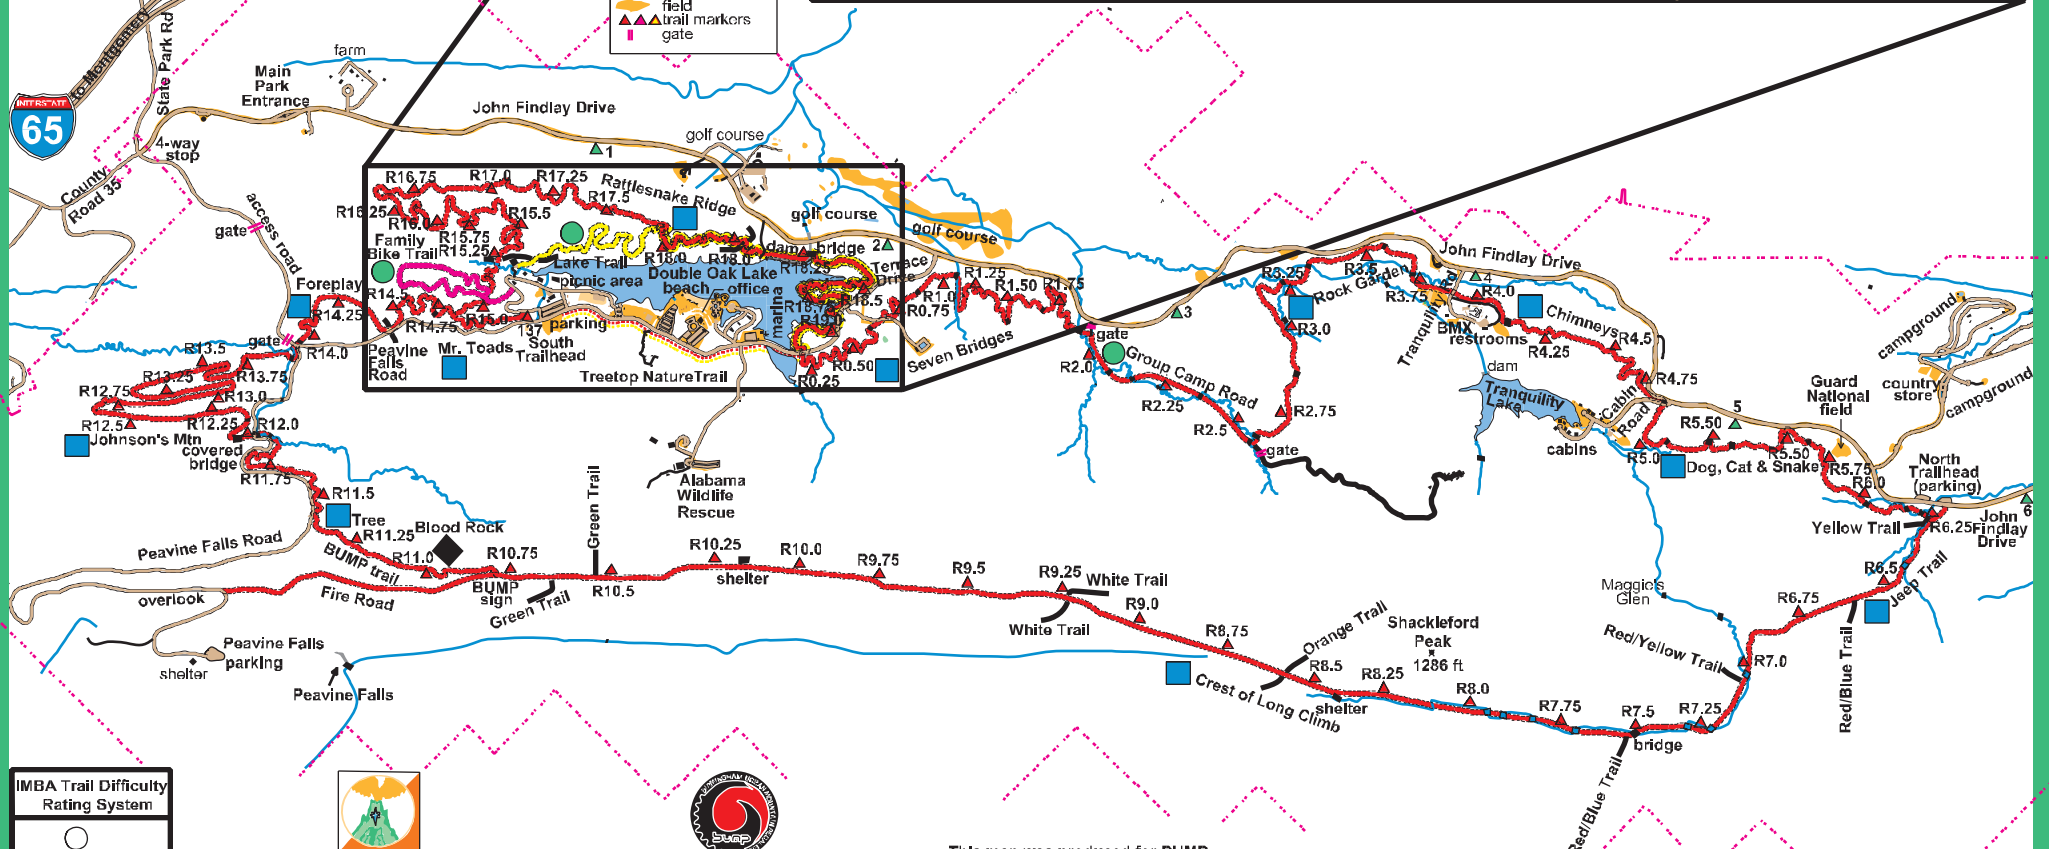 field
trail markors
gate
to Montgomery
State Park Rd
INTERSTATE
65
farm
Main
Park
Entrance
John Findlay Drive
1
golf course
4-way
stop
County
Road 35
access road
gate
R16.75
R17.0
R17.25
R17.5
Rattlesnake Ridge
R16.25
R16.0
R15.5
R15.75
R15.25
Family
Bike Trail
golf course
golf course
dam
bridge
2
Lake Trail
R18.0
R18.0
R18.25
Terrace
Drive
Double Oak Lake
beach
office
picnic area
marina
R18.5
R18.75
R19.0
Foreplay
R14.25
R14.5
R14.75
R15.0
137
parking
South
Trailhead
Peavine
Falls
Road
Mr. Toads
Treetop NatureTrail
R0.25
R0.50
R0.75
R1.0
R1.25
R1.50
R1.75
Seven Bridges
gate
R14.0
R13.5
R13.25
R13.75
R12.75
R13.0
R12.5
R12.25
R12.0
Johnson's Mtn
covered
bridge
R11.75
R11.5
Tree
R11.25
Blood Rock
R11.0
BUMP trail
Peavine Falls Road
overlook
Fire Road
R10.75
BUMP
sign
Green Trail
Green Trail
R10.5
R10.25
shelter
R10.0
R9.75
R9.5
R9.25
White Trail
White Trail
R9.0
R8.75
Orange Trail
Shackleford
Peak
1286 ft
R8.5
R8.25
R8.0
R7.75
R7.5
R7.25
R7.0
shelter
Crest of Long Climb
bridge
Red/Blue Trail
Red/Blue Trail
Red/Yellow Trail
Maggio's
Glen
R6.75
R6.5
Jeep Trail
R6.25
Yellow Trail
R6.0
R5.75
R5.50
R5.50
R5.0
Dog, Cat & Snake
5
6
John
Findlay
Drive
North
Trailhead
(parking)
Guard
National
field
country
store
campground
campground
R4.75
R4.5
R4.25
R4.0
4
Chimneys
BMX
restrooms
R3.75
Tranquility Rd
John Findlay Drive
R3.5
R3.25
Rock Garden
R3.0
R2.75
R2.5
R2.25
R2.0
3
gate
Group Camp Road
gate
dam
Tranquility
Lake
cabins
Cabin
Road
Alabama
Wildlife
Rescue
Peavine Falls
parking
shelter
Peavine Falls
IMBA Trail Difficulty
Rating System
bump